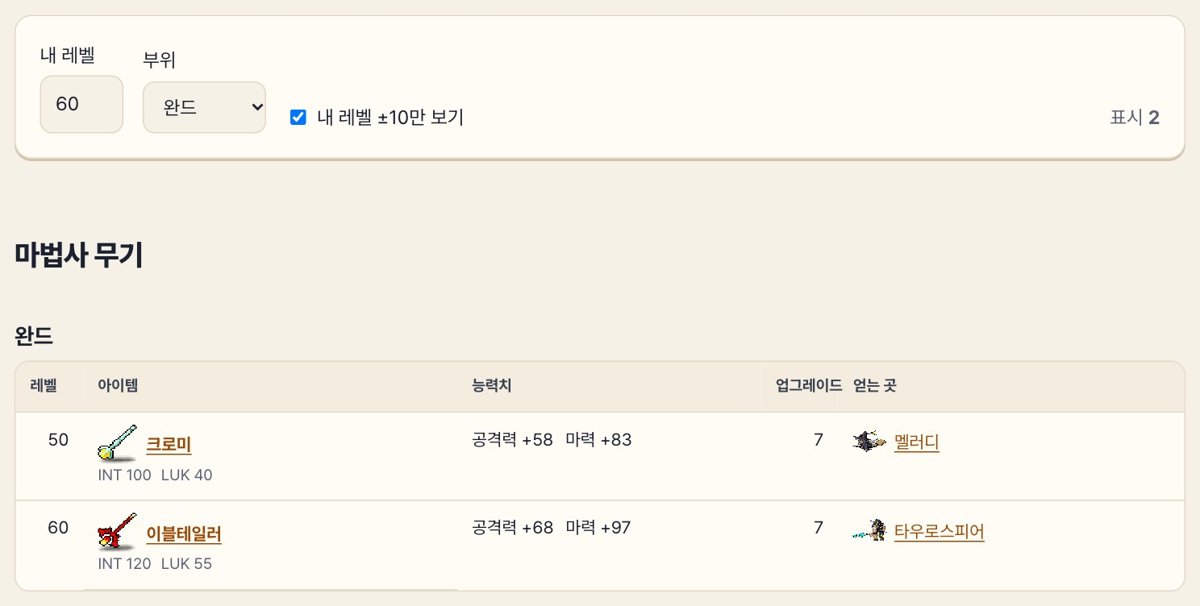 내 레벨
부위
60
완드
내 레벨 ±10만 보기
표시 2
마법사 무기
완드
레벨 아이템 능력치 업그레이드 얻는 곳
50 크로미 공격력 +58 마력 +83 7 멜러디
INT 100 LUK 40
60 이블테일러 공격력 +68 마력 +97 7 타우로스피어
INT 120 LUK 55